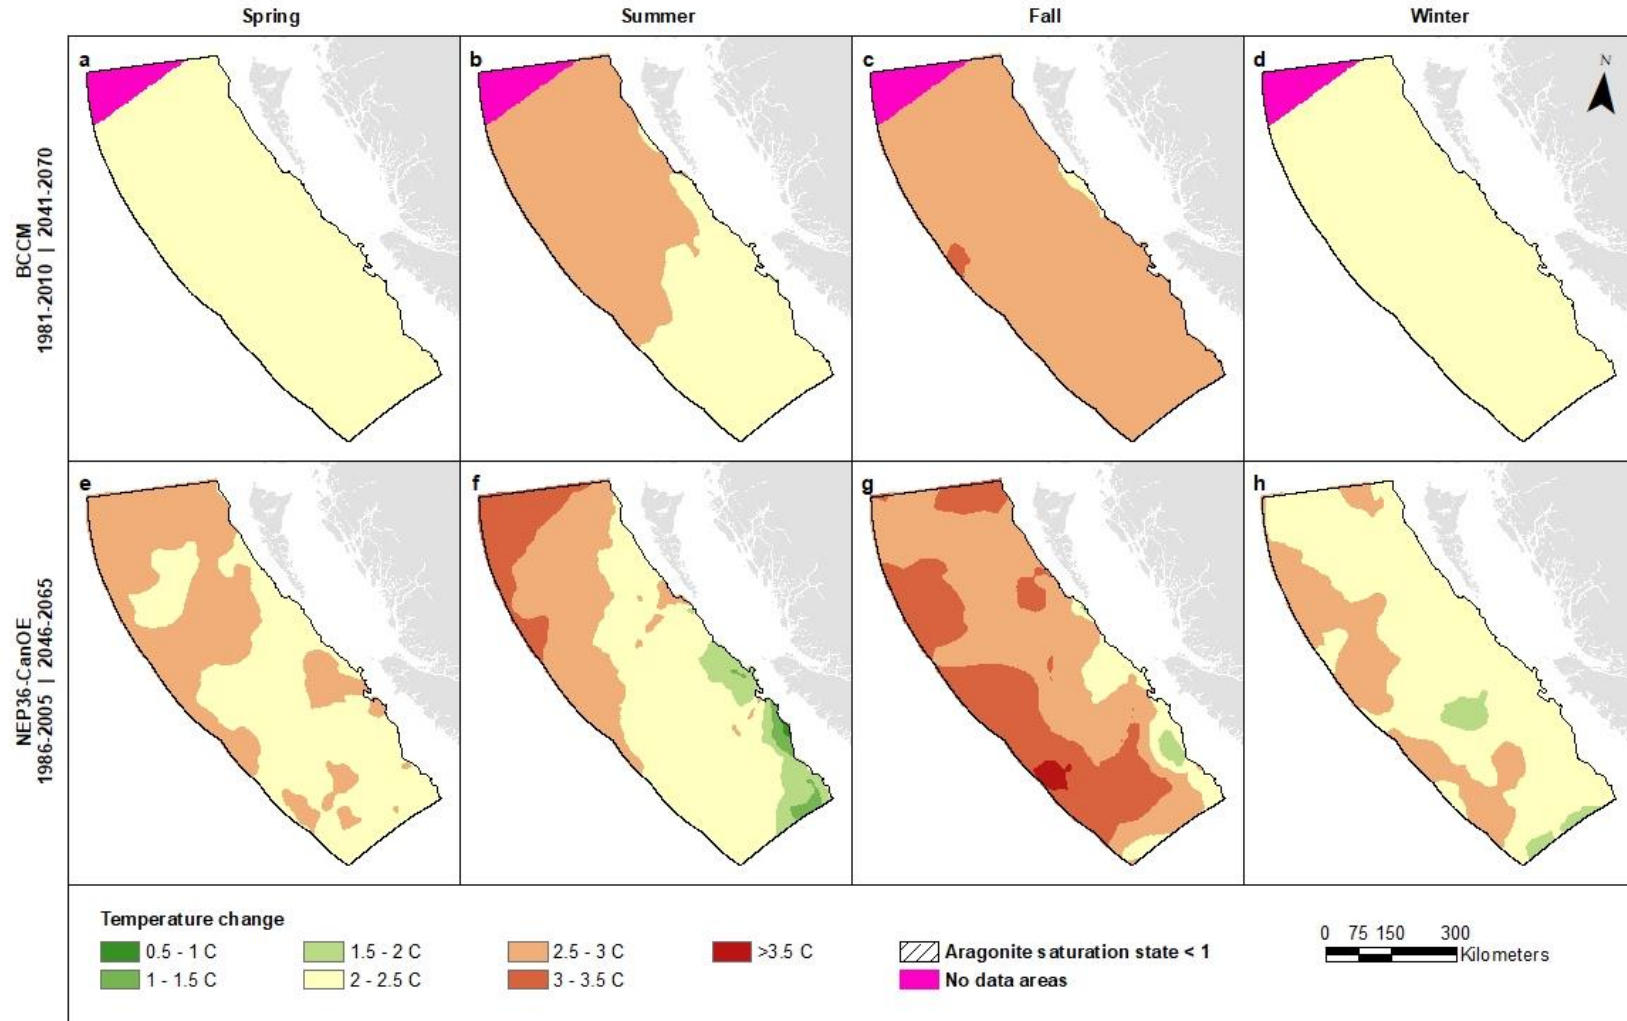 Spring
Summer
Fall
Winter
a
b
c
d
N
BCCM
1981-2010 | 2041-2070
e
f
g
h
NEP36-CanOE
1986-2005 | 2046-2065
Temperature change
0.5 - 1 C
1.5 - 2 C
2.5 - 3 C
>3.5 C
Aragonite saturation state < 1
1 - 1.5 C
2 - 2.5 C
3 - 3.5 C
No data areas
0 75 150 300
Kilometers